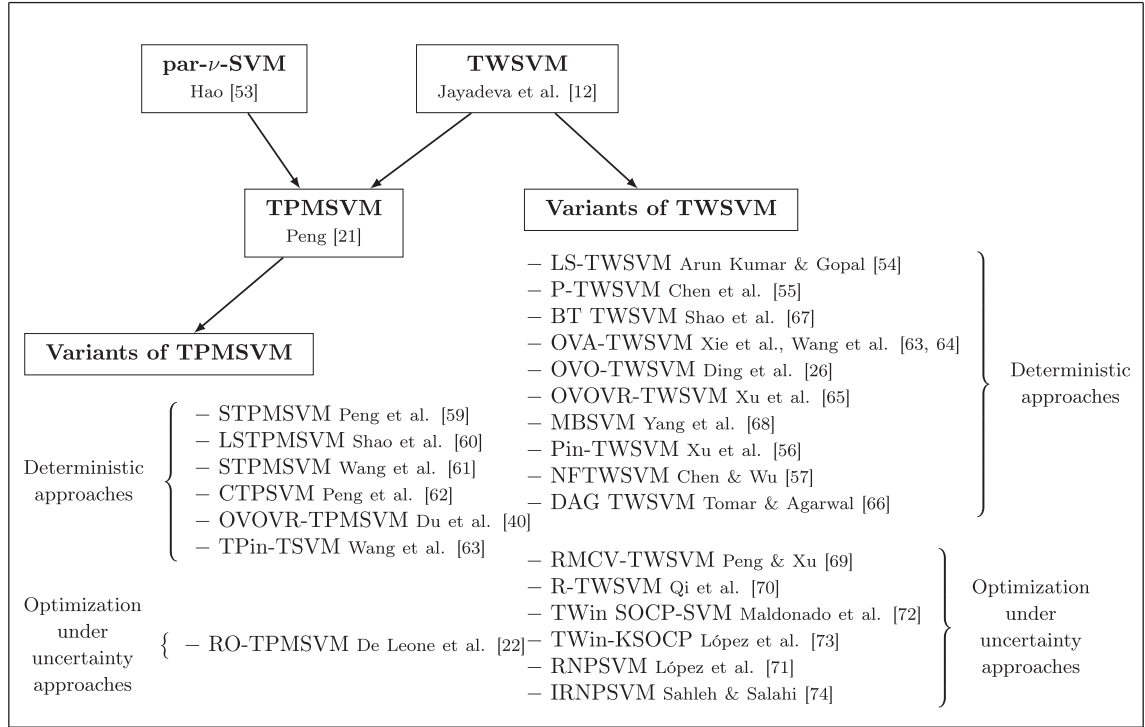 par-ν-SVM
Hao [53]
TWSVM
Jayadeva et al. [12]
TPMSVM
Peng [21]
Variants of TWSVM
– LS-TWSVM Arun Kumar & Gopal [54]
– P-TWSVM Chen et al. [55]
– BT TWSVM Shao et al. [67]
– OVA-TWSVM Xie et al., Wang et al. [63, 64]
– OVO-TWSVM Ding et al. [26]
– OVOVR-TWSVM Xu et al. [65]
– MBSVM Yang et al. [68]
– Pin-TWSVM Xu et al. [56]
– NFTWSVM Chen & Wu [57]
– DAG TWSVM Tomar & Agarwal [66]
Deterministic
approaches
– RMCV-TWSVM Peng & Xu [69]
– R-TWSVM Qi et al. [70]
– TWin SOCP-SVM Maldonado et al. [72]
– TWin-KSOCP López et al. [73]
– RNPSVM López et al. [71]
– IRNPSVM Sahleh & Salahi [74]
Optimization
under
uncertainty
approaches
Variants of TPMSVM
Deterministic
approaches
– STPMSVM Peng et al. [59]
– LSTPMSVM Shao et al. [60]
– STPMSVM Wang et al. [61]
– CTPSVM Peng et al. [62]
– OVOVR-TPMSVM Du et al. [40]
– TPin-TSVM Wang et al. [63]
Optimization
under
uncertainty
approaches
– RO-TPMSVM De Leone et al. [22]